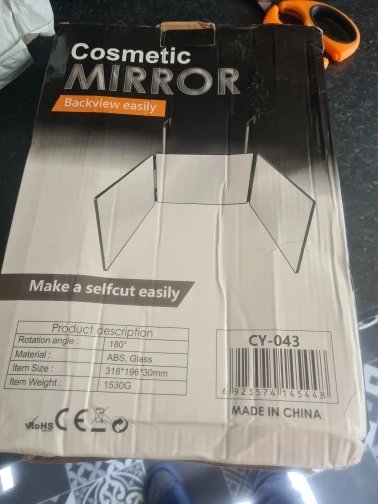 Cosmetic
MIRROR
Backview easily
Make a selfcut easily
Product description
Rotation angle : 180°
Material : ABS, Glass
Item Size : 318*196*30mm
Item Weight : 1530G
CY-043
6 923574 145448
MADE IN CHINA
RoHS CE